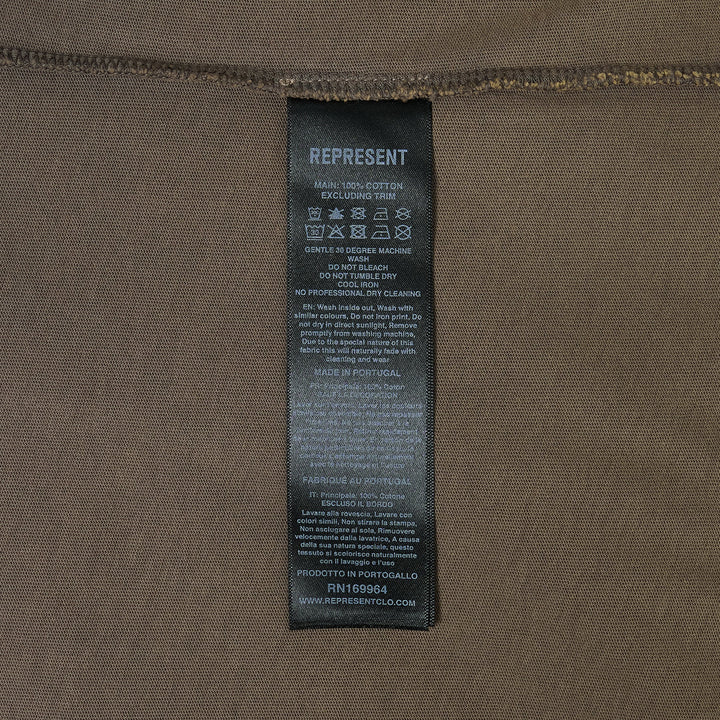 REPRESENT
MAIN: 100% COTTON
EXCLUDING TRIM
30
GENTLE 30 DEGREE MACHINE
WASH
DO NOT BLEACH
DO NOT TUMBLE DRY
COOL IRON
NO PROFESSIONAL DRY CLEANING
EN: Wash inside out, Wash with
similar colours, Do not iron print, Do
not dry in direct sunlight, Remove
promptly from washing machine,
Due to the special nature of this
fabric this will naturally fade with
cleaning and wear
MADE IN PORTUGAL
Principale: 100% Coton
FABRIQUÉ AU PORTUGAL
IT: Principale: 100% Cotone
ESCLUSO IL BORDO
Lavare alla rovescia, Lavare con
colori simili, Non stirare la stampa,
Non asciugare al sole, Rimuovere
velocemente dalla lavatrice, A causa
della sua natura speciale, questo
tessuto si scolorisce naturalmente
con il lavaggio e l'uso
PRODOTTO IN PORTOGALLO
RN169964
WWW.REPRESENTCLO.COM